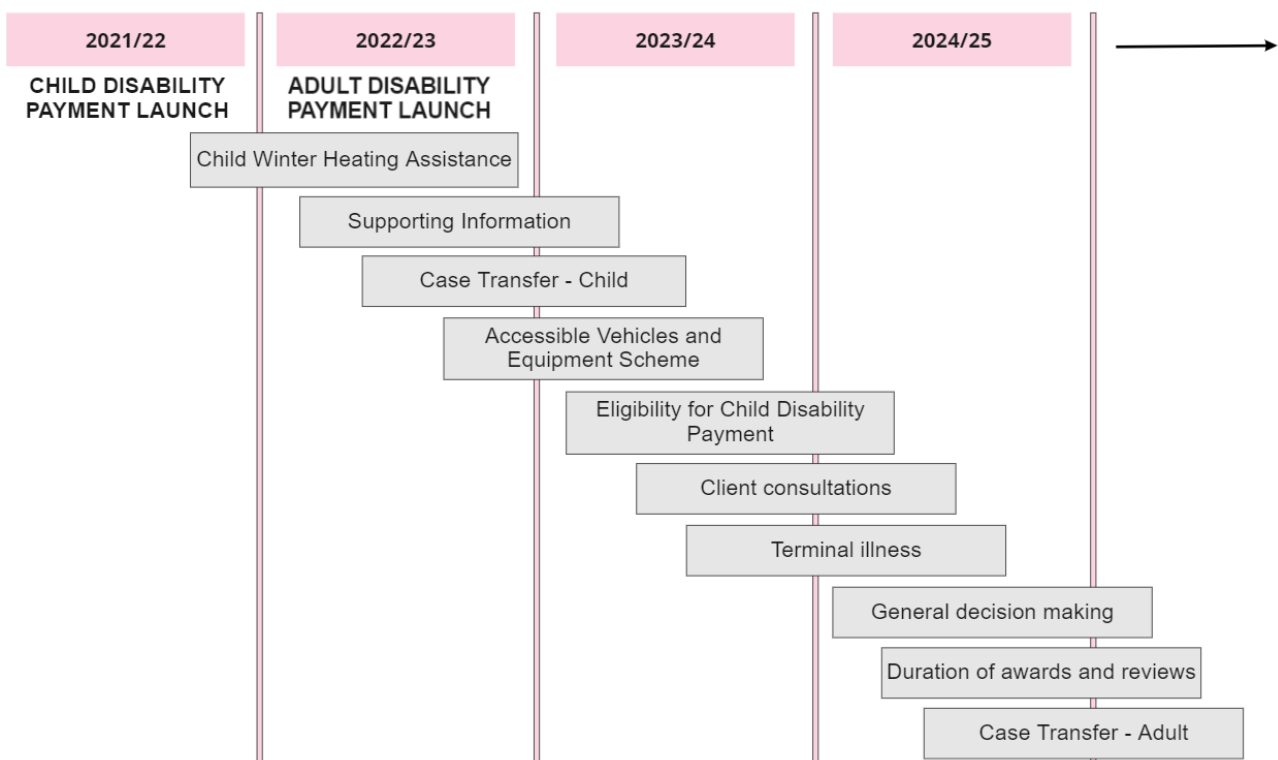 2021/22
2022/23
2023/24
2024/25
CHILD DISABILITY
PAYMENT LAUNCH
ADULT DISABILITY
PAYMENT LAUNCH
Child Winter Heating Assistance
Supporting Information
Case Transfer - Child
Accessible Vehicles and
Equipment Scheme
Eligibility for Child Disability
Payment
Client consultations
Terminal illness
General decision making
Duration of awards and reviews
Case Transfer - Adult